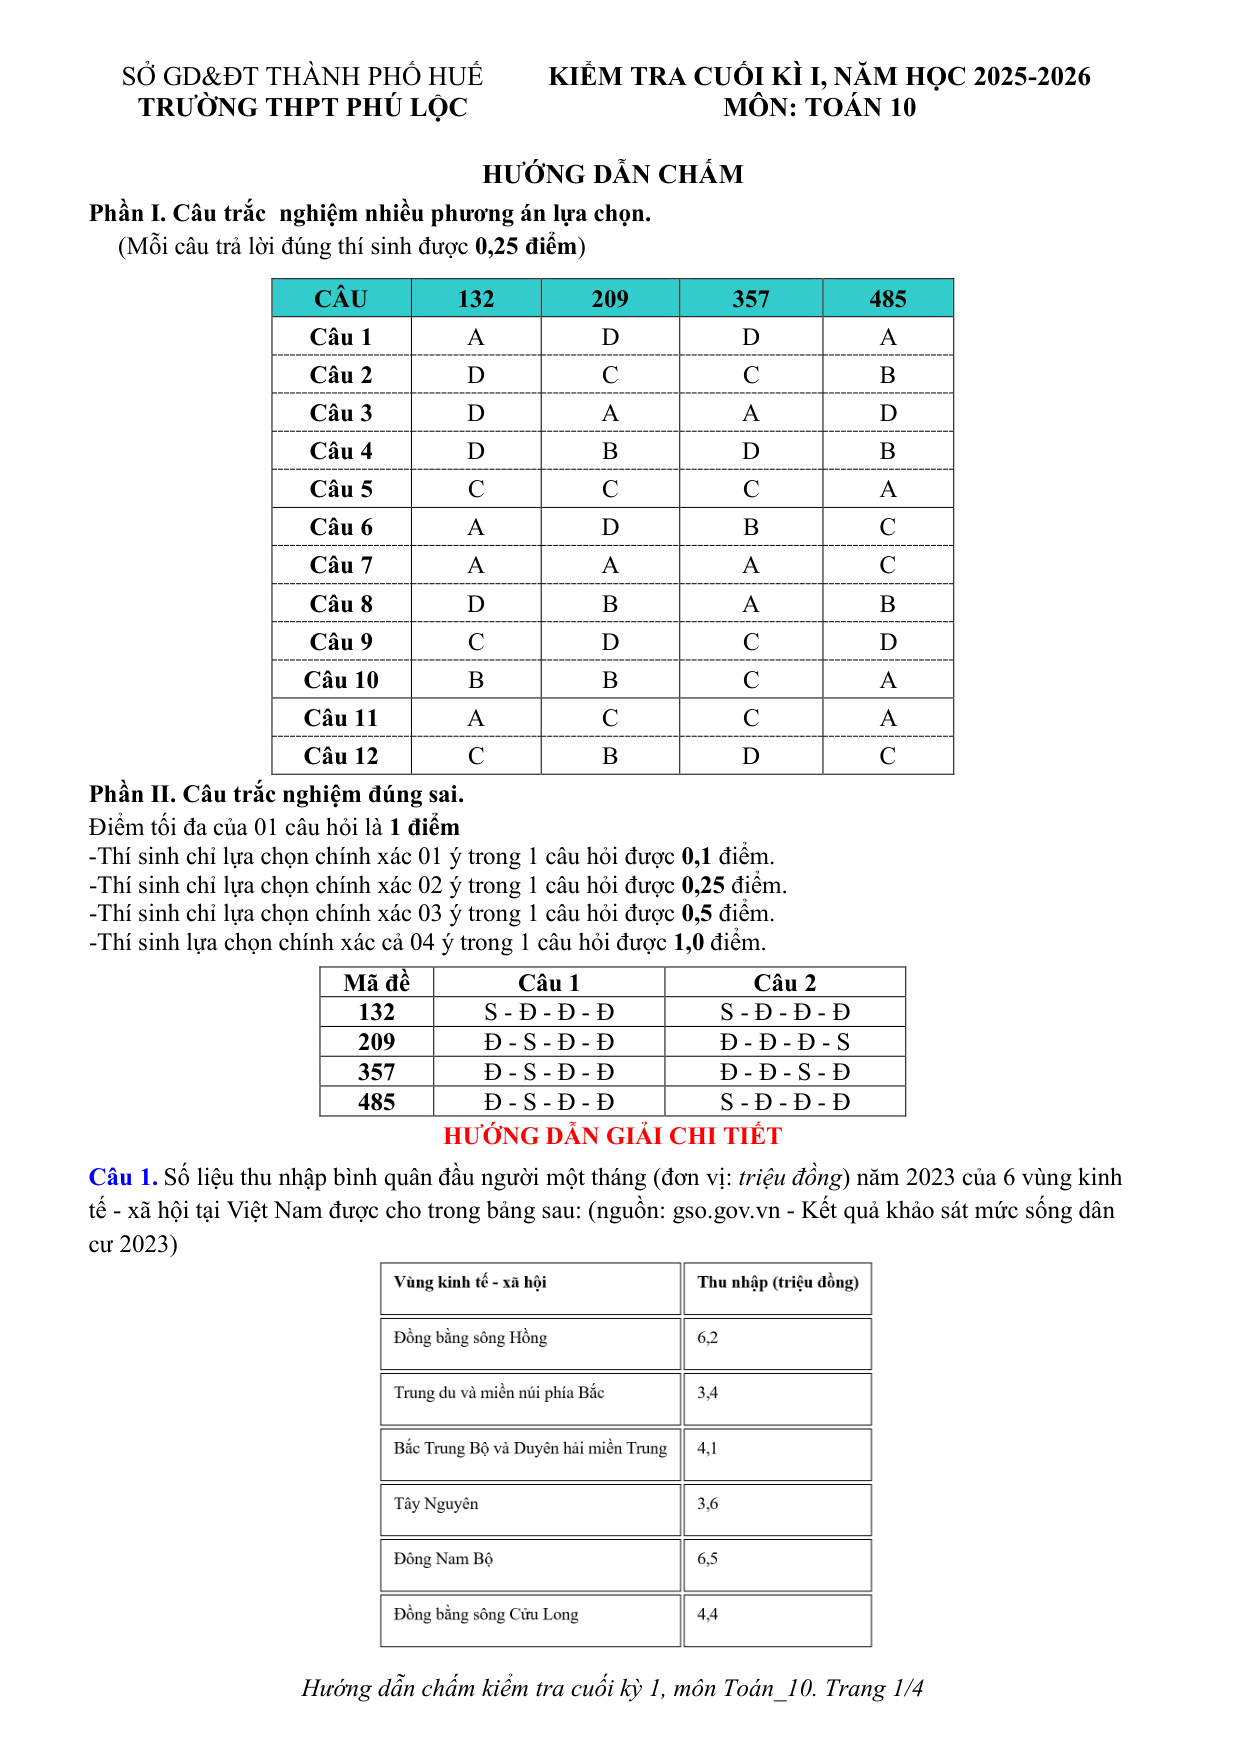 SỞ GD&ĐT THÀNH PHỐ HUẾ
TRƯỜNG THPT PHÚ LỘC
KIỂM TRA CUỐI KÌ I, NĂM HỌC 2025-2026
MÔN: TOÁN 10
HƯỚNG DẪN CHẤM
Phần I. Câu trắc nghiệm nhiều phương án lựa chọn.
(Mỗi câu trả lời đúng thí sinh được 0,25 điểm)
CÂU 132 209 357 485
Câu 1 A D D A
Câu 2 D C C B
Câu 3 D A A D
Câu 4 D B D B
Câu 5 C C C A
Câu 6 A D B C
Câu 7 A A A C
Câu 8 D B A B
Câu 9 C D C D
Câu 10 B B C A
Câu 11 A C C A
Câu 12 C B D C
Phần II. Câu trắc nghiệm đúng sai.
Điểm tối đa của 01 câu hỏi là 1 điểm
-Thí sinh chỉ lựa chọn chính xác 01 ý trong 1 câu hỏi được 0,1 điểm.
-Thí sinh chỉ lựa chọn chính xác 02 ý trong 1 câu hỏi được 0,25 điểm.
-Thí sinh chỉ lựa chọn chính xác 03 ý trong 1 câu hỏi được 0,5 điểm.
-Thí sinh lựa chọn chính xác cả 04 ý trong 1 câu hỏi được 1,0 điểm.
Mã đề Câu 1 Câu 2
132 S - Đ - Đ - Đ S - Đ - Đ - Đ
209 Đ - S - Đ - Đ Đ - Đ - Đ - S
357 Đ - S - Đ - Đ Đ - Đ - S - Đ
485 Đ - S - Đ - Đ S - Đ - Đ - Đ
HƯỚNG DẪN GIẢI CHI TIẾT
Câu 1. Số liệu thu nhập bình quân đầu người một tháng (đơn vị: triệu đồng) năm 2023 của 6 vùng kinh
tế - xã hội tại Việt Nam được cho trong bảng sau: (nguồn: gso.gov.vn - Kết quả khảo sát mức sống dân
cư 2023)
Vùng kinh tế - xã hội Thu nhập (triệu đồng)
Đồng bằng sông Hồng 6,2
Trung du và miền núi phía Bắc 3,4
Bắc Trung Bộ và Duyên hải miền Trung 4,1
Tây Nguyên 3,6
Đông Nam Bộ 6,5
Đồng bằng sông Cửu Long 4,4
Hướng dẫn chấm kiểm tra cuối kỳ 1, môn Toán_10. Trang 1/4